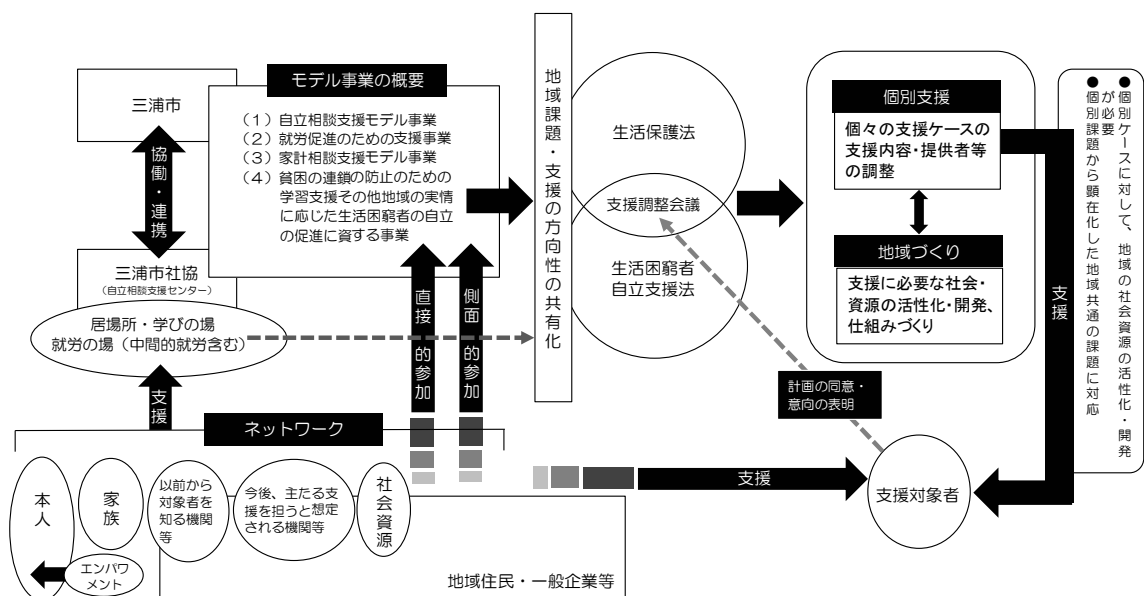 三浦市
協働・連携
三浦市社協
（自立相談支援センター）
居場所・学びの場
就労の場（中間的就労含む）
支援
モデル事業の概要
（1）自立相談支援モデル事業
（2）就労促進のための支援事業
（3）家計相談支援モデル事業
（4）貧困の連鎖の防止のための
学習支援その他地域の実情
に応じた生活困窮者の自立
の促進に資する事業
直接的参加
側面的参加
地域課題・支援の方向性の共有化
生活保護法
支援調整会議
生活困窮者
自立支援法
個別支援
個々の支援ケースの
支援内容・提供者等
の調整
地域づくり
支援に必要な社会・
資源の活性化・開発、
仕組みづくり
支援
●個別ケースに対して、地域の社会資源の活性化・開発
が必要
●個別課題から顕在化した地域共通の課題に対応
計画の同意・
意向の表明
支援
支援対象者
ネットワーク
本人
家族
以前から
対象者を
知る機関
等
今後、主たる支
援を担うと想定
される機関等
社会資源
エンパワ
メント
地域住民・一般企業等